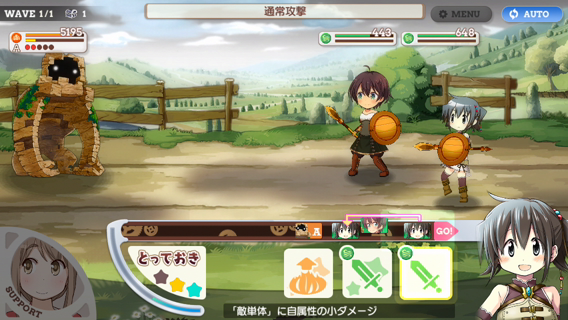 WAVE 1/1
1
通常攻撃
MENU
AUTO
5195
A
443
648
A
GO!
とっておき
SUPPORT
「敵単体」に自属性の小ダメージ